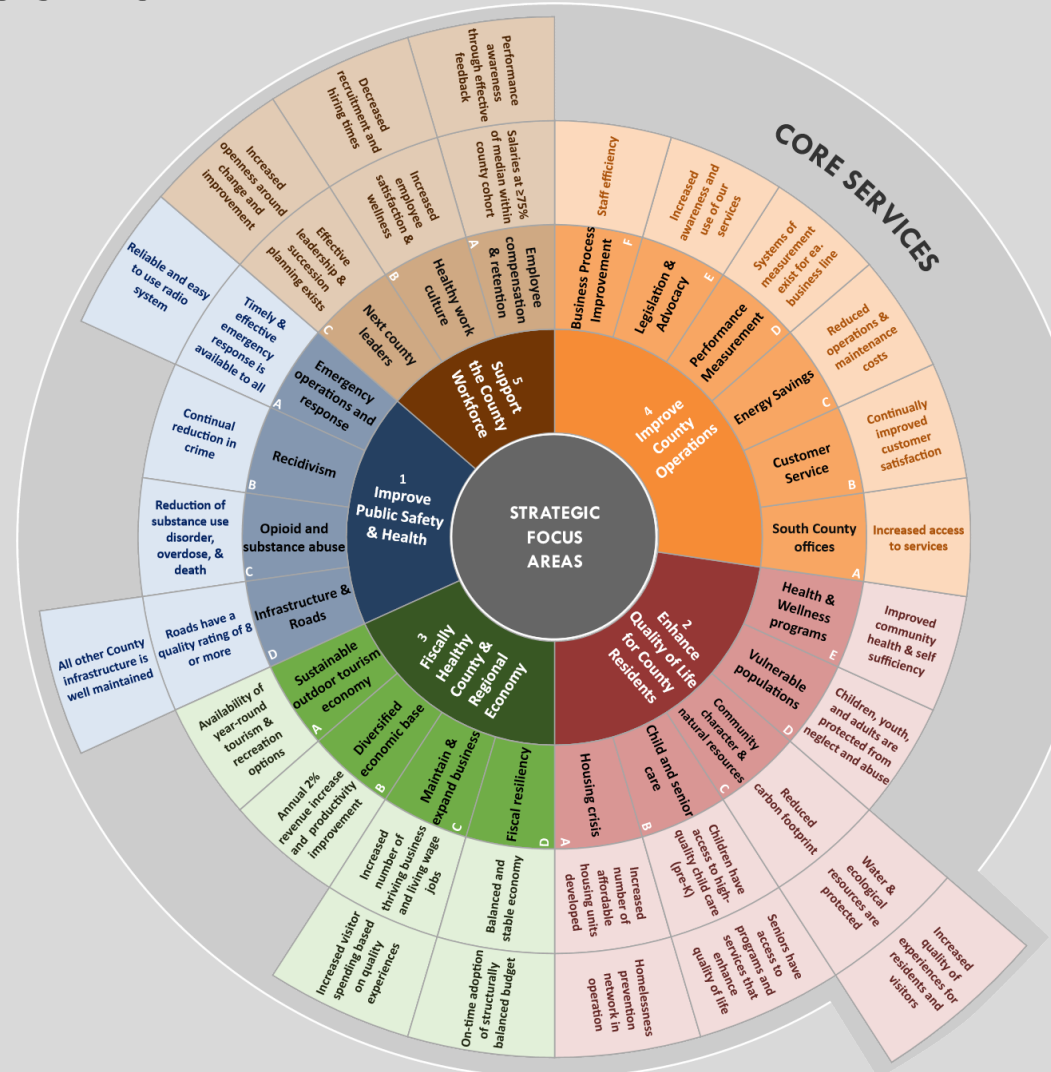 CORE SERVICES
STRATEGIC
FOCUS
AREAS
1
Improve
Public Safety
& Health
A
Emergency
operations and
response
Timely &
effective
emergency
response is
available to all
Reliable and easy
to use radio
system
B
Recidivism
Continual
reduction in
crime
C
Opioid and
substance abuse
Reduction of
substance use
disorder,
overdose, &
death
D
Infrastructure &
Roads
Roads have a
quality rating of 8
or more
All other County
infrastructure is
well maintained
2
Enhance
Quality of Life
for County
Residents
A
Housing crisis
Increased
number of
affordable
housing units
developed
Homelessness
prevention
network in
operation
B
Child and senior
care
Children have
access to high-
quality child care
(pre-K)
Seniors have
access to
programs and
services that
enhance
quality of life
C
Community
character &
natural resources
Reduced
carbon footprint
Water &
ecological
resources are
protected
Increased
quality of
experiences for
residents and
visitors
D
Vulnerable
populations
Children, youth,
and adults are
protected from
neglect and abuse
E
Health &
Wellness
programs
Improved
community
health & self
sufficiency
3
Fiscally
Healthy
County &
Regional
Economy
A
Sustainable
outdoor tourism
economy
Availability of
year-round
tourism &
recreation
options
B
Diversified
economic base
Annual 2%
revenue increase
and productivity
improvement
C
Maintain &
expand business
Increased
number of
thriving business
and living wage
jobs
Increased visitor
spending based
on quality
experiences
D
Fiscal resiliency
Balanced and
stable economy
On-time adoption
of structurally
balanced budget
4
Improve
County
Operations
A
South County
offices
Increased access
to services
B
Customer
Service
Continually
improved
customer
satisfaction
C
Energy Savings
Reduced
operations &
maintenance
costs
D
Performance
Measurement
Systems of
measurement
exist for ea.
business line
E
Legislation &
Advocacy
Increased
awareness and
use of our
services
F
Business Process
Improvement
Staff efficiency
5
Support
the County
Workforce
A
Employee
compensation
& retention
Salaries at ≥75%
of median within
county cohort
Performance
awareness
through effective
feedback
B
Healthy work
culture
Increased
employee
satisfaction &
wellness
Decreased
recruitment and
hiring times
C
Next county
leaders
Effective
leadership &
succession
planning exists
Increased
openness around
change and
improvement